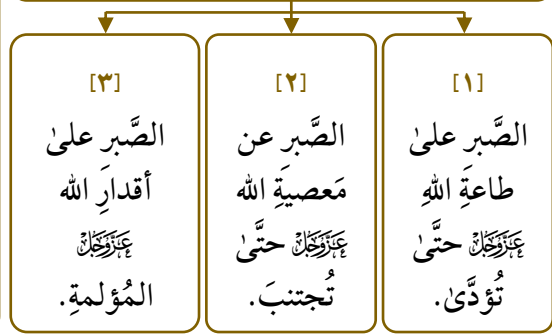 [١]
الصَّبر علىٰ
طاعةِ اللهِ
عَزَّوَجَلَّ حتَّىٰ
تُؤدَّىٰ.
[٢]
الصَّبر عن
مَعصيةِ الله
عَزَّوَجَلَّ حتَّىٰ
تُجتنبَ.
[٣]
الصَّبر علىٰ
أقدارِ الله
عَزَّوَجَلَّ
المُؤلمةِ.